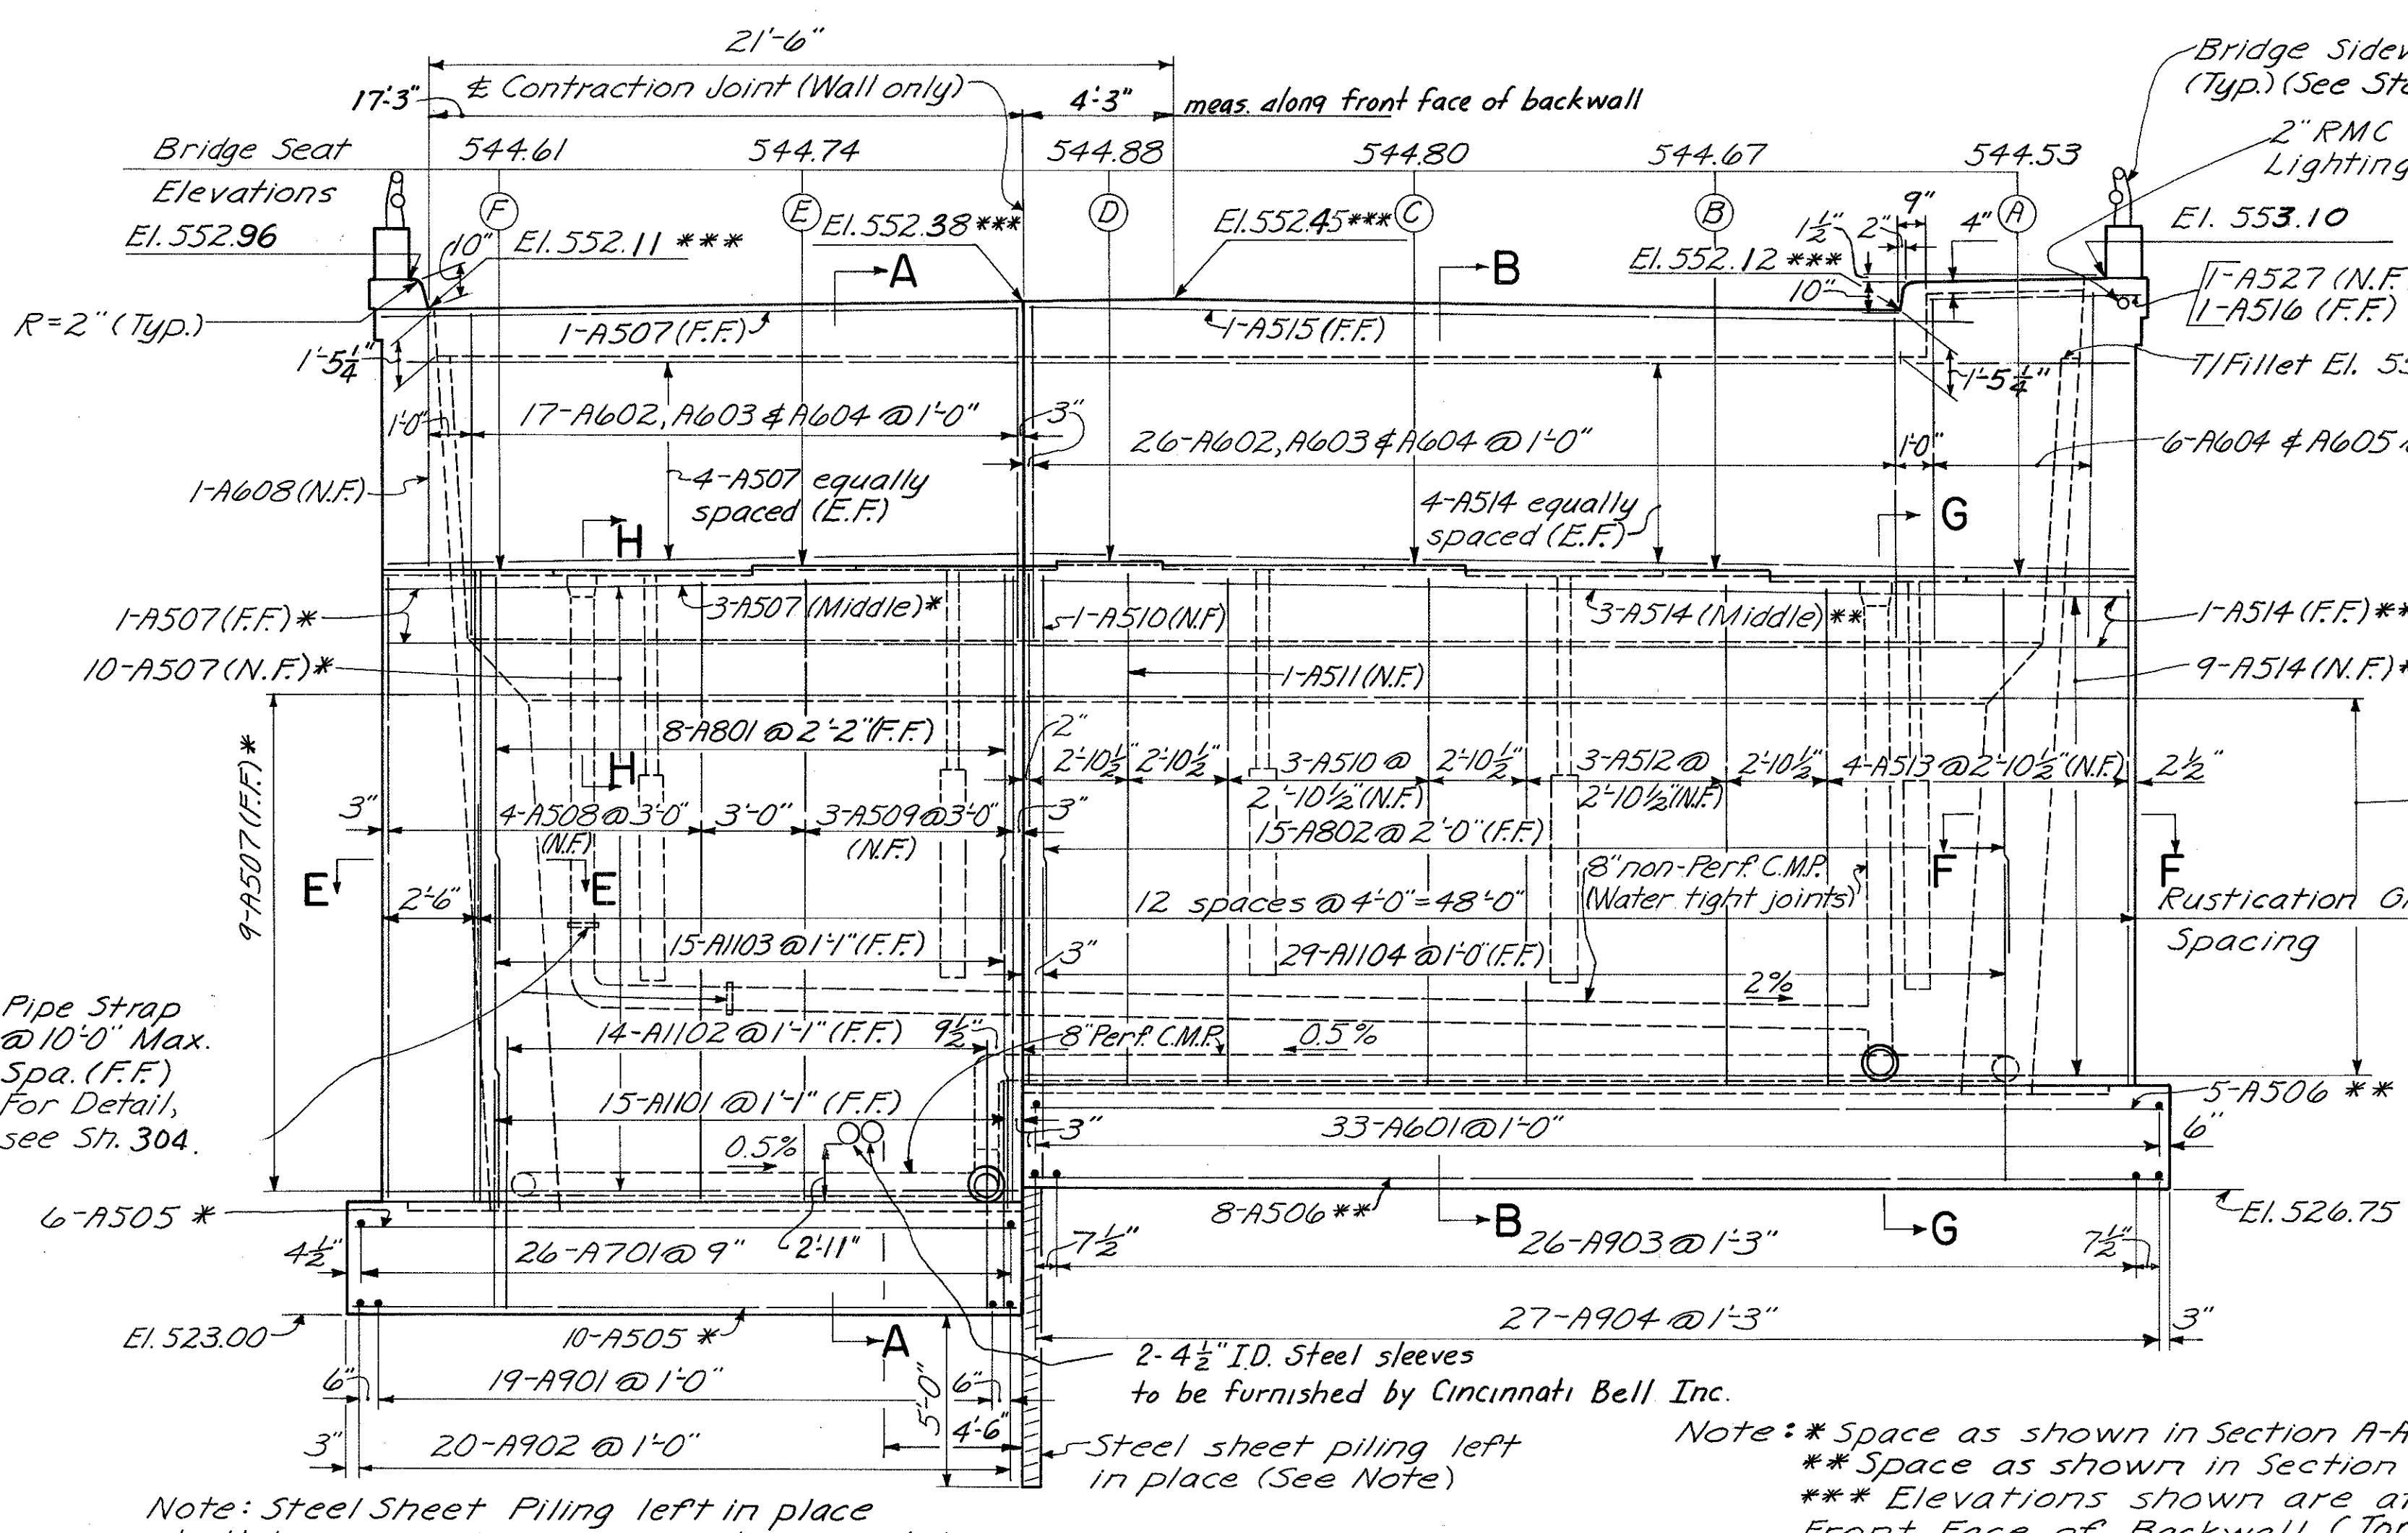 21'-6"
Bridge Sidew
(Typ.) (See Sta
17'-3"
℄ Contraction Joint (Wall only)
4'-3"
meas. along front face of backwall
2" RMC
Lighting
Bridge Seat
Elevations
544.61
544.74
544.88
544.80
544.67
544.53
F
E
D
C
B
A
El. 552.96
10"
El. 552.11 ***
El. 552.38 ***
El. 552.45 ***
El. 552.12 ***
1½"
2"
9"
4"
10"
El. 553.10
1-A527 (N.F.
1-A516 (F.F.)
A
B
R=2" (Typ.)
1-A507 (F.F.)
1-A515 (F.F.)
1'-5¼"
1'-5¼"
T/Fillet El. 55
1'-0"
17-A602, A603 & A604 @ 1'-0"
3"
26-A602, A603 & A604 @ 1'-0"
1'-0"
6-A604 & A605
1-A608 (N.F.)
4-A507 equally
spaced (E.F.)
4-A514 equally
spaced (E.F.)
H
G
1-A507 (F.F.) *
3-A507 (Middle) *
1-A510 (N.F.)
3-A514 (Middle) **
1-A514 (F.F.) **
10-A507 (N.F.) *
1-A511 (N.F.)
9-A514 (N.F.) *
9-A507 (F.F.) *
8-A801 @ 2'-2" (F.F.)
2"
H
2'-10½"
2'-10½"
3-A510 @
2'-10½" (N.F.)
2'-10½"
3-A512 @
2'-10½" (N.F.)
2'-10½"
4-A513 @ 2'-10½" (N.F.)
2½"
3"
4-A508 @ 3'-0"
(N.F.)
3'-0"
3-A509 @ 3'-0"
(N.F.)
3"
15-A802 @ 2'-0" (F.F.)
E
E
8" non-Perf. C.M.P.
(Water tight joints)
F
F
2'-6"
12 spaces @ 4'-0" = 48'-0"
Rustication Gr
Spacing
15-A1103 @ 1'-1" (F.F.)
3"
29-A1104 @ 1'-0" (F.F.)
2%
Pipe Strap
@ 10'-0" Max.
Spa. (F.F.)
For Detail,
see Sh. 304.
14-A1102 @ 1'-1" (F.F.)
9½"
8" Perf. C.M.P.
0.5%
15-A1101 @ 1'-1" (F.F.)
3"
33-A601 @ 1'-0"
5-A506 **
6"
0.5%
6-A505 *
2'-11"
8-A506 **
B
G
El. 526.75
4½"
26-A701 @ 9"
7½"
26-A903 @ 1'-3"
7½"
El. 523.00
10-A505 *
A
27-A904 @ 1'-3"
3"
2- 4½" I.D. Steel sleeves
to be furnished by Cincinnati Bell Inc.
6"
19-A901 @ 1'-0"
6"
5'-0"
3"
20-A902 @ 1'-0"
4'-6"
Steel sheet piling left
in place (See Note)
Note: * Space as shown in Section A-A
** Space as shown in Section
*** Elevations shown are at
Front Face of Backwall (Top
Note: Steel Sheet Piling left in place